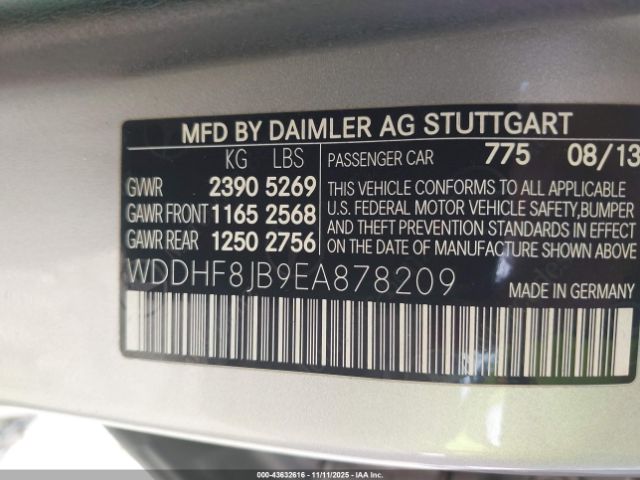 MFD BY DAIMLER AG STUTTGART
KG LBS
GVWR 2390 5269
GAWR FRONT 1165 2568
GAWR REAR 1250 2756
PASSENGER CAR 775 08/13
THIS VEHICLE CONFORMS TO ALL APPLICABLE
U.S. FEDERAL MOTOR VEHICLE SAFETY,BUMPER
AND THEFT PREVENTION STANDARDS IN EFFECT
ON THE DATE OF MANUFACTURE SHOWN ABOVE
WDDHF8JB9EA878209
MADE IN GERMANY
000-43632616 - 11/11/2025 - IAA Inc.